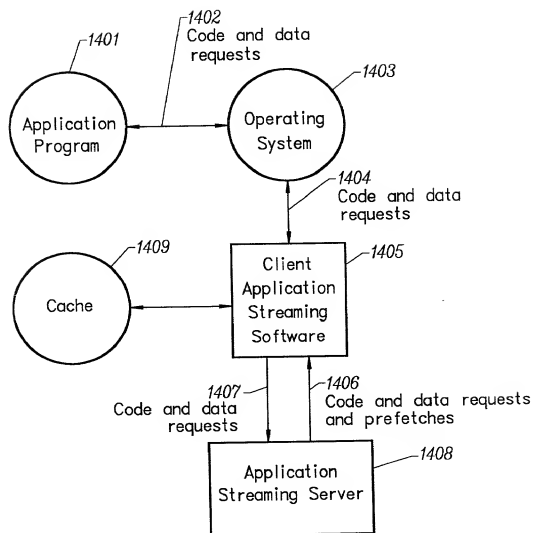 1401
1402
Code and data
requests
1403
Application
Program
Operating
System
1404
Code and data
requests
1409
Cache
1405
Client
Application
Streaming
Software
1407
Code and data
requests
1406
Code and data requests
and prefetches
Application
Streaming Server
1408